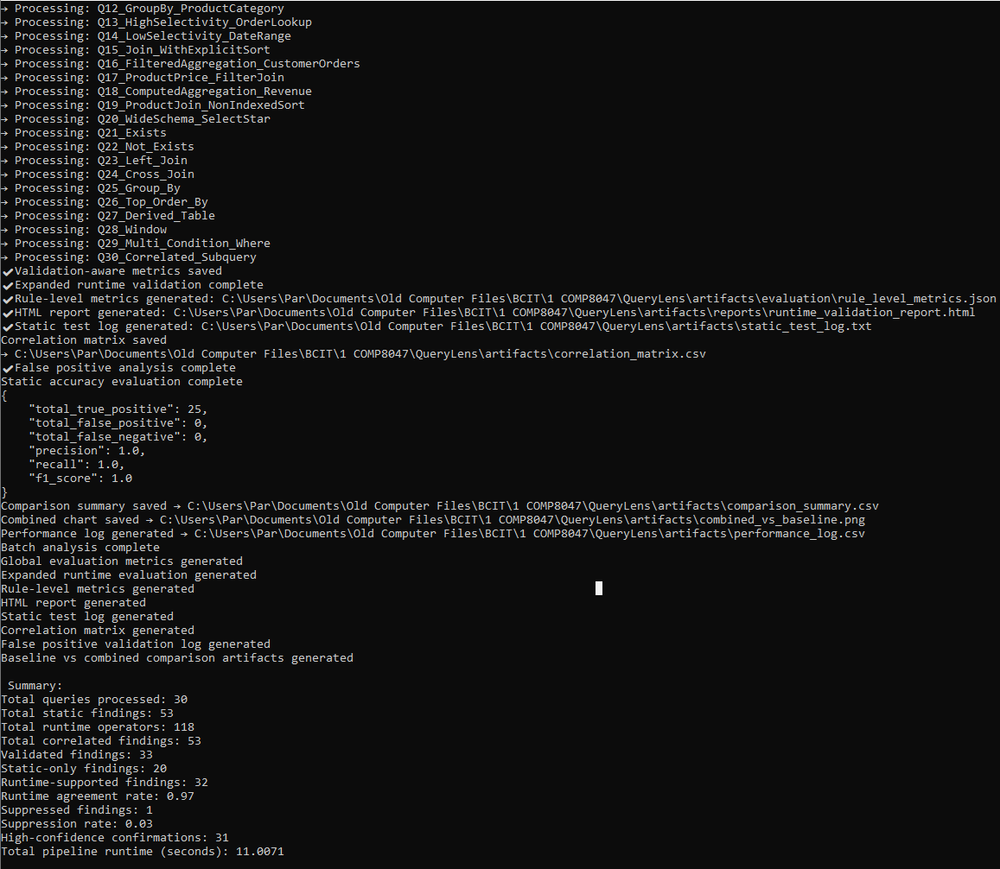 → Processing: Q12_GroupBy_ProductCategory
→ Processing: Q13_HighSelectivity_OrderLookup
→ Processing: Q14_LowSelectivity_DateRange
→ Processing: Q15_Join_WithExplicitSort
→ Processing: Q16_FilteredAggregation_CustomerOrders
→ Processing: Q17_ProductPrice_FilterJoin
→ Processing: Q18_ComputedAggregation_Revenue
→ Processing: Q19_ProductJoin_NonIndexedSort
→ Processing: Q20_WideSchema_SelectStar
→ Processing: Q21_Exists
→ Processing: Q22_Not_Exists
→ Processing: Q23_Left_Join
→ Processing: Q24_Cross_Join
→ Processing: Q25_Group_By
→ Processing: Q26_Top_Order_By
→ Processing: Q27_Derived_Table
→ Processing: Q28_Window
→ Processing: Q29_Multi_Condition_Where
→ Processing: Q30_Correlated_Subquery
✔Validation-aware metrics saved
✔Expanded runtime validation complete
✔Rule-level metrics generated: C:\Users\Par\Documents\Old Computer Files\BCIT\1 COMP8047\QueryLens\artifacts\evaluation\rule_level_metrics.json
✔HTML report generated: C:\Users\Par\Documents\Old Computer Files\BCIT\1 COMP8047\QueryLens\artifacts\reports\runtime_validation_report.html
✔Static test log generated: C:\Users\Par\Documents\Old Computer Files\BCIT\1 COMP8047\QueryLens\artifacts\static_test_log.txt
Correlation matrix saved
→ C:\Users\Par\Documents\Old Computer Files\BCIT\1 COMP8047\QueryLens\artifacts\correlation_matrix.csv
✔False positive analysis complete
Static accuracy evaluation complete
{
    "total_true_positive": 25,
    "total_false_positive": 0,
    "total_false_negative": 0,
    "precision": 1.0,
    "recall": 1.0,
    "f1_score": 1.0
}
Comparison summary saved → C:\Users\Par\Documents\Old Computer Files\BCIT\1 COMP8047\QueryLens\artifacts\comparison_summary.csv
Combined chart saved → C:\Users\Par\Documents\Old Computer Files\BCIT\1 COMP8047\QueryLens\artifacts\combined_vs_baseline.png
Performance log generated → C:\Users\Par\Documents\Old Computer Files\BCIT\1 COMP8047\QueryLens\artifacts\performance_log.csv
Batch analysis complete
Global evaluation metrics generated
Expanded runtime evaluation generated
Rule-level metrics generated
HTML report generated
Static test log generated
Correlation matrix generated
False positive validation log generated
Baseline vs combined comparison artifacts generated

 Summary:
Total queries processed: 30
Total static findings: 53
Total runtime operators: 118
Total correlated findings: 53
Validated findings: 33
Static-only findings: 20
Runtime-supported findings: 32
Runtime agreement rate: 0.97
Suppressed findings: 1
Suppression rate: 0.03
High-confidence confirmations: 31
Total pipeline runtime (seconds): 11.0071